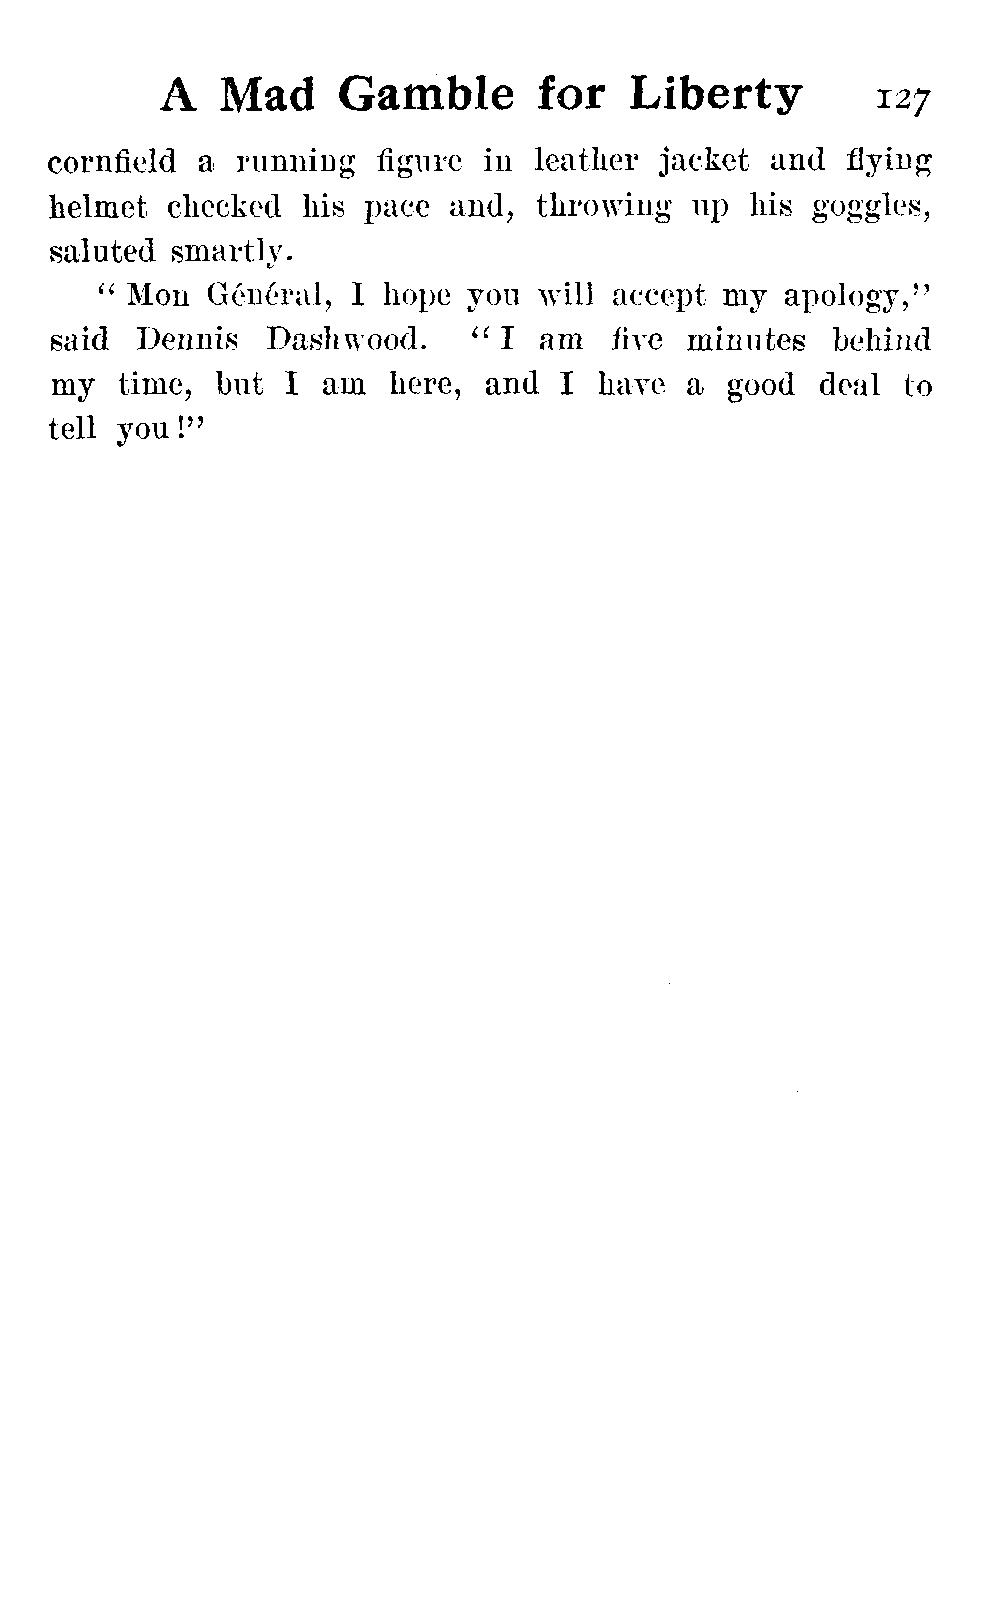 A Mad Gamble for Liberty 127
cornfield a running figure in leather jacket and flying
helmet checked his pace and, throwing up his goggles,
saluted smartly.
“ Mon Général, I hope you will accept my apology,”
said Dennis Dashwood. “ I am five minutes behind
my time, but I am here, and I have a good deal to
tell you !”